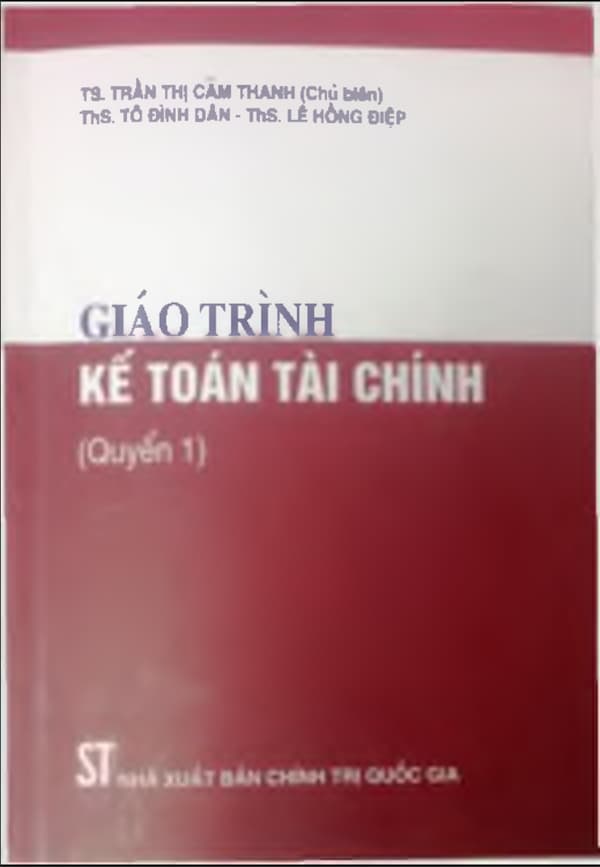 TS. TRẦN THỊ CẨM THANH (Chủ biên)
ThS. TÔ ĐÌNH DÂN - ThS. LÊ HỒNG ĐIỆP
GIÁO TRÌNH
KẾ TOÁN TÀI CHÍNH
(Quyển 1)
ST NHÀ XUẤT BẢN CHÍNH TRỊ QUỐC GIA